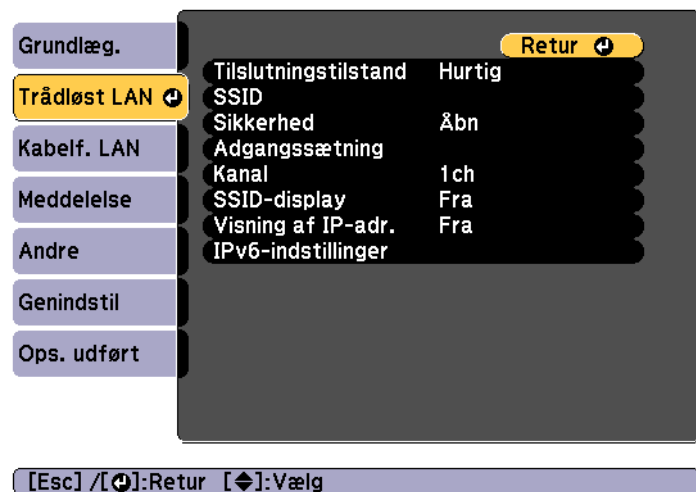 Grundlæg.
Trådløst LAN
Kabelf. LAN
Meddelelse
Andre
Genindstil
Ops. udført
Retur
Tilslutningstilstand Hurtig
SSID
Sikkerhed Åbn
Adgangssætning
Kanal 1ch
SSID-display Fra
Visning af IP-adr. Fra
IPv6-indstillinger
[Esc] /[⏎]:Retur [◆]:Vælg